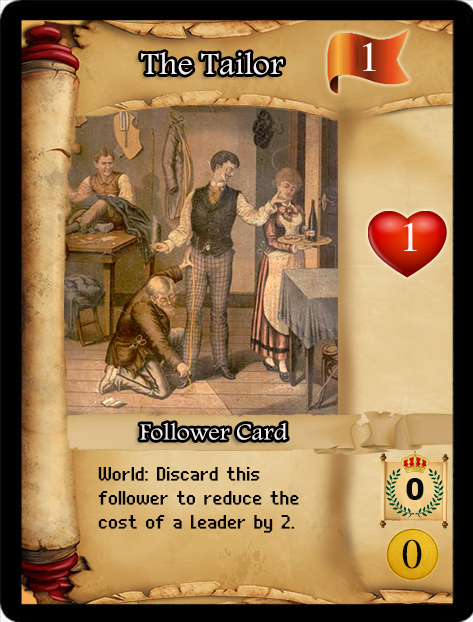 The Tailor
1
1
Follower Card
World: Discard this
follower to reduce the
cost of a leader by 2.
0
0